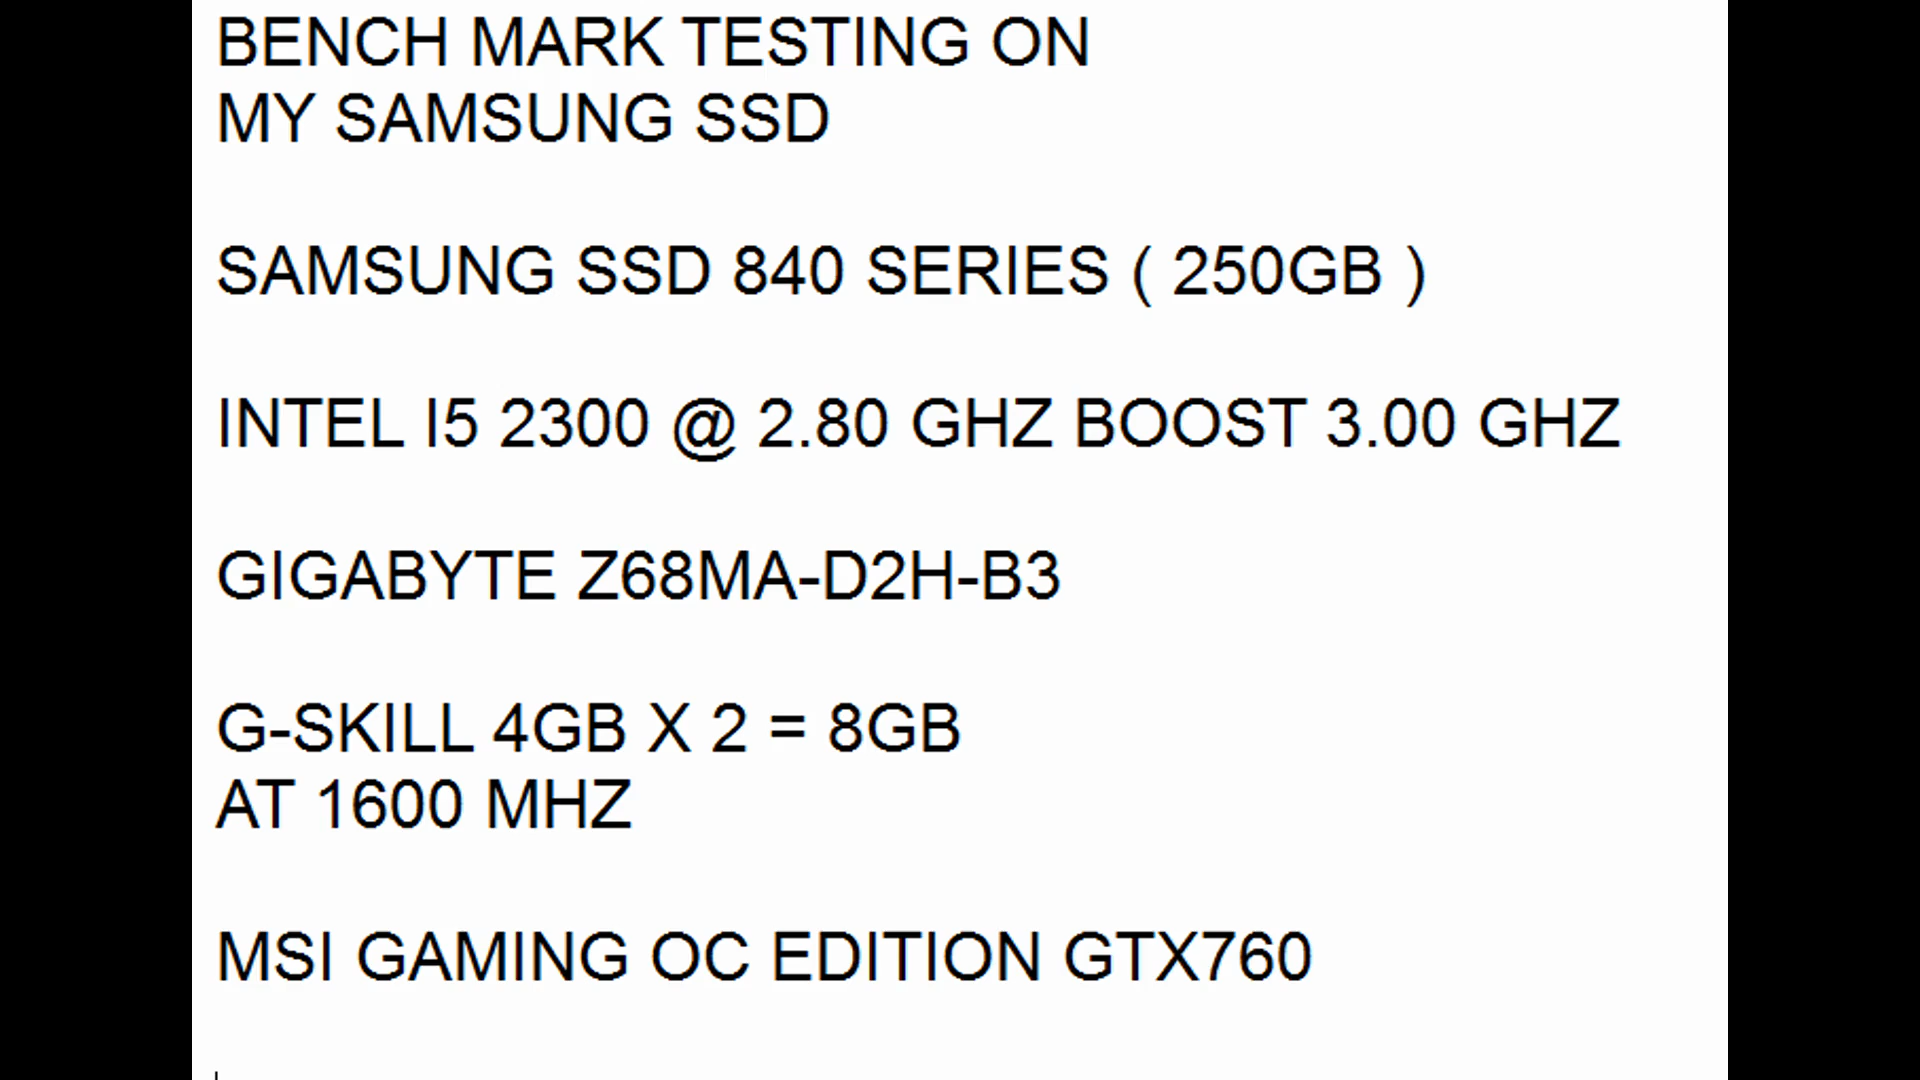 BENCH MARK TESTING ON
MY SAMSUNG SSD
SAMSUNG SSD 840 SERIES ( 250GB )
INTEL I5 2300 @ 2.80 GHZ BOOST 3.00 GHZ
GIGABYTE Z68MA-D2H-B3
G-SKILL 4GB X 2 = 8GB
AT 1600 MHZ
MSI GAMING OC EDITION GTX760